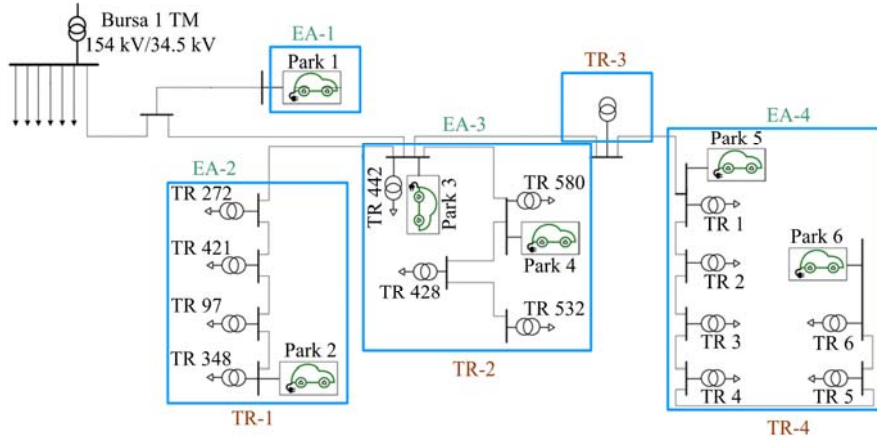 Bursa 1 TM
154 kV/34.5 kV
EA-1
Park 1
TR-3
EA-3
EA-4
EA-2
TR 272
TR 421
TR 97
TR 348
Park 2
TR-1
TR 442
Park 3
TR 580
Park 4
TR 428
TR 532
TR-2
Park 5
TR 1
Park 6
TR 2
TR 3
TR 6
TR 4
TR 5
TR-4